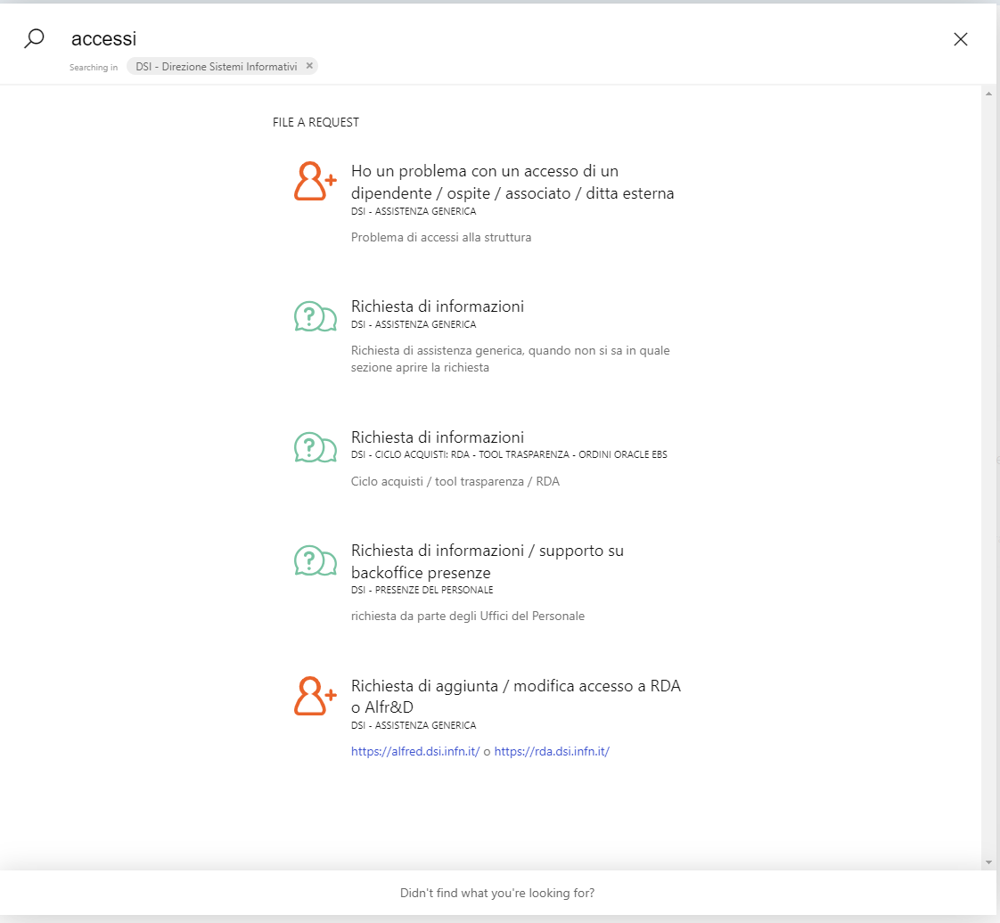 accessi
Searching in DSI - Direzione Sistemi Informativi ×
FILE A REQUEST
Ho un problema con un accesso di un
dipendente / ospite / associato / ditta esterna
DSI - ASSISTENZA GENERICA
Problema di accessi alla struttura
Richiesta di informazioni
DSI - ASSISTENZA GENERICA
Richiesta di assistenza generica, quando non si sa in quale
sezione aprire la richiesta
Richiesta di informazioni
DSI - CICLO ACQUISTI: RDA - TOOL TRASPARENZA - ORDINI ORACLE EBS
Ciclo acquisti / tool trasparenza / RDA
Richiesta di informazioni / supporto su
backoffice presenze
DSI - PRESENZE DEL PERSONALE
richiesta da parte degli Uffici del Personale
Richiesta di aggiunta / modifica accesso a RDA
o Alfr&D
DSI - ASSISTENZA GENERICA
https://alfred.dsi.infn.it/ o https://rda.dsi.infn.it/
Didn't find what you're looking for?